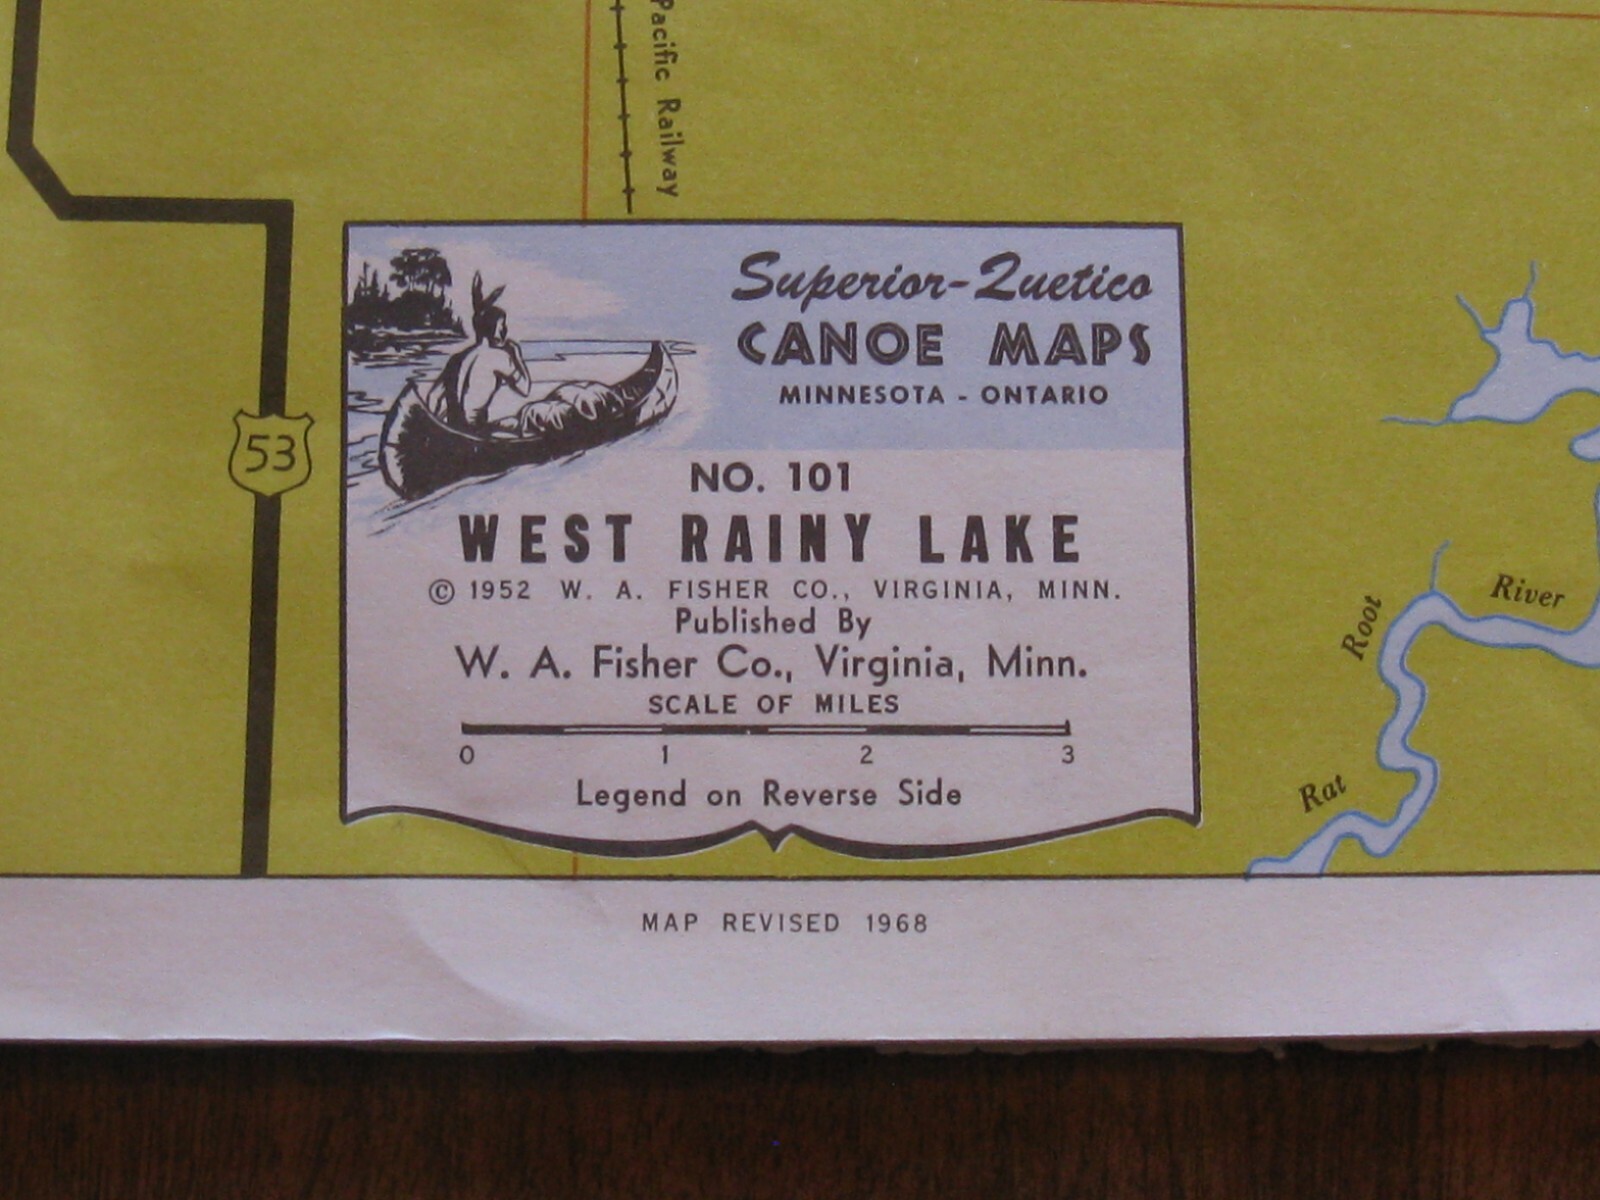 Pacific Railway
Superior-Quetico
CANOE MAPS
MINNESOTA - ONTARIO
53
NO. 101
WEST RAINY LAKE
© 1952 W. A. FISHER CO., VIRGINIA, MINN.
Published By
W. A. Fisher Co., Virginia, Minn.
SCALE OF MILES
0 1 2 3
Legend on Reverse Side
River
Root
Rat
MAP REVISED 1968